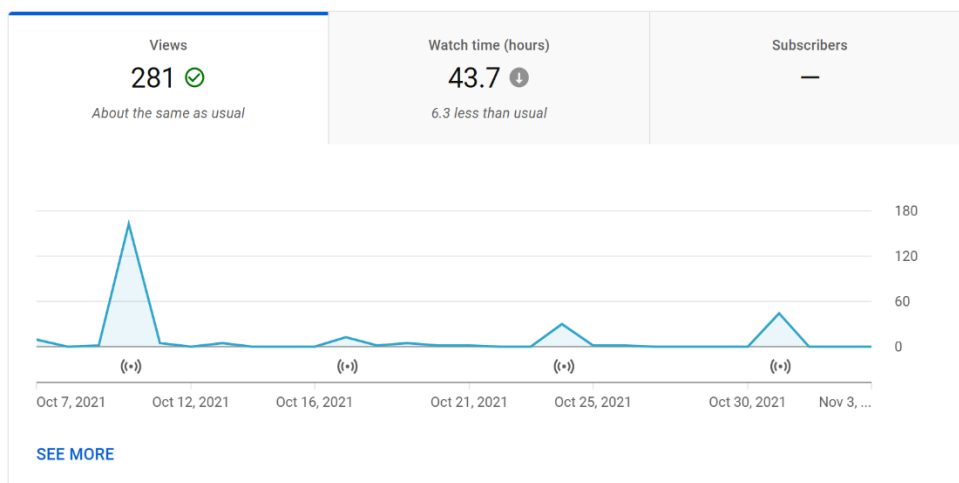 Views
281
About the same as usual
Watch time (hours)
43.7
6.3 less than usual
Subscribers
—
180
120
60
0
Oct 7, 2021 Oct 12, 2021 Oct 16, 2021 Oct 21, 2021 Oct 25, 2021 Oct 30, 2021 Nov 3, ...
SEE MORE